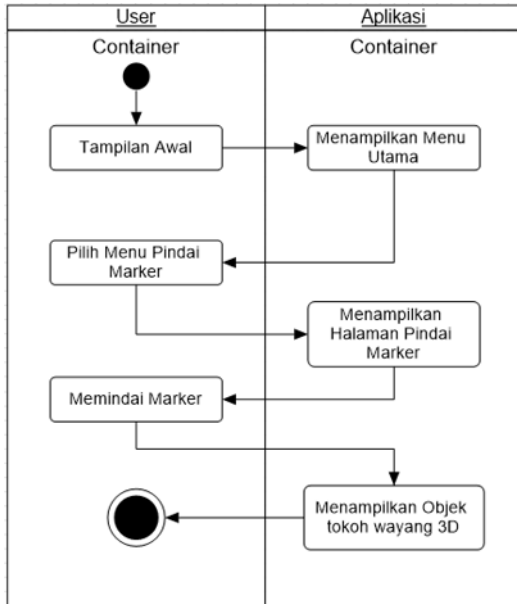 User
Aplikasi
Container
Container
Tampilan Awal
Menampilkan Menu
Utama
Pilih Menu Pindai
Marker
Menampilkan
Halaman Pindai
Marker
Memindai Marker
Menampilkan Objek
tokoh wayang 3D